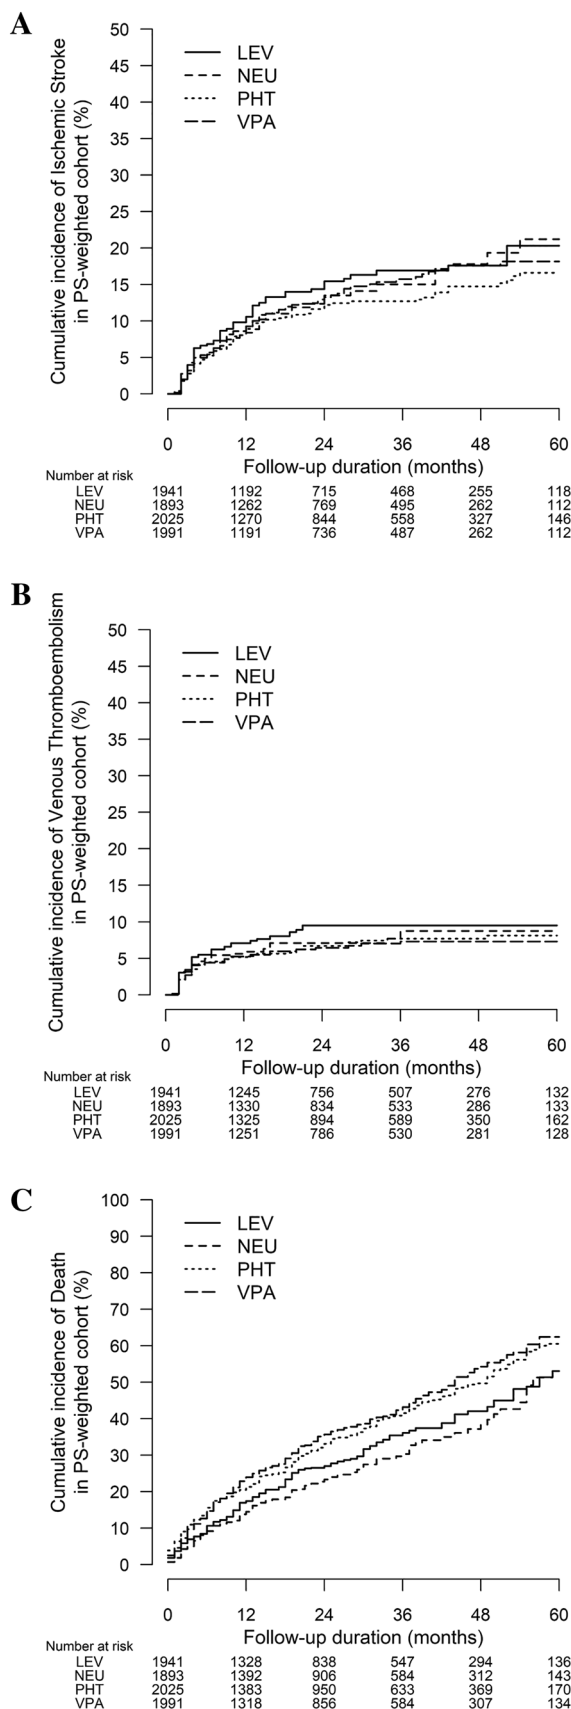 A
Cumulative incidence of Ischemic Stroke
in PS-weighted cohort (%)
50
45
40
35
30
25
20
15
10
5
0
LEV
NEU
PHT
VPA
0 12 24 36 48 60
Follow-up duration (months)
Number at risk
LEV 1941 1192 715 468 255 118
NEU 1893 1262 769 495 262 112
PHT 2025 1270 844 558 327 146
VPA 1991 1191 736 487 262 112
B
Cumulative incidence of Venous Thromboembolism
in PS-weighted cohort (%)
50
45
40
35
30
25
20
15
10
5
0
LEV
NEU
PHT
VPA
0 12 24 36 48 60
Follow-up duration (months)
Number at risk
LEV 1941 1245 756 507 276 132
NEU 1893 1330 834 533 286 133
PHT 2025 1325 894 589 350 162
VPA 1991 1251 786 530 281 128
C
Cumulative incidence of Death
in PS-weighted cohort (%)
100
90
80
70
60
50
40
30
20
10
0
LEV
NEU
PHT
VPA
0 12 24 36 48 60
Follow-up duration (months)
Number at risk
LEV 1941 1328 838 547 294 136
NEU 1893 1392 906 584 312 143
PHT 2025 1383 950 633 369 170
VPA 1991 1318 856 584 307 134